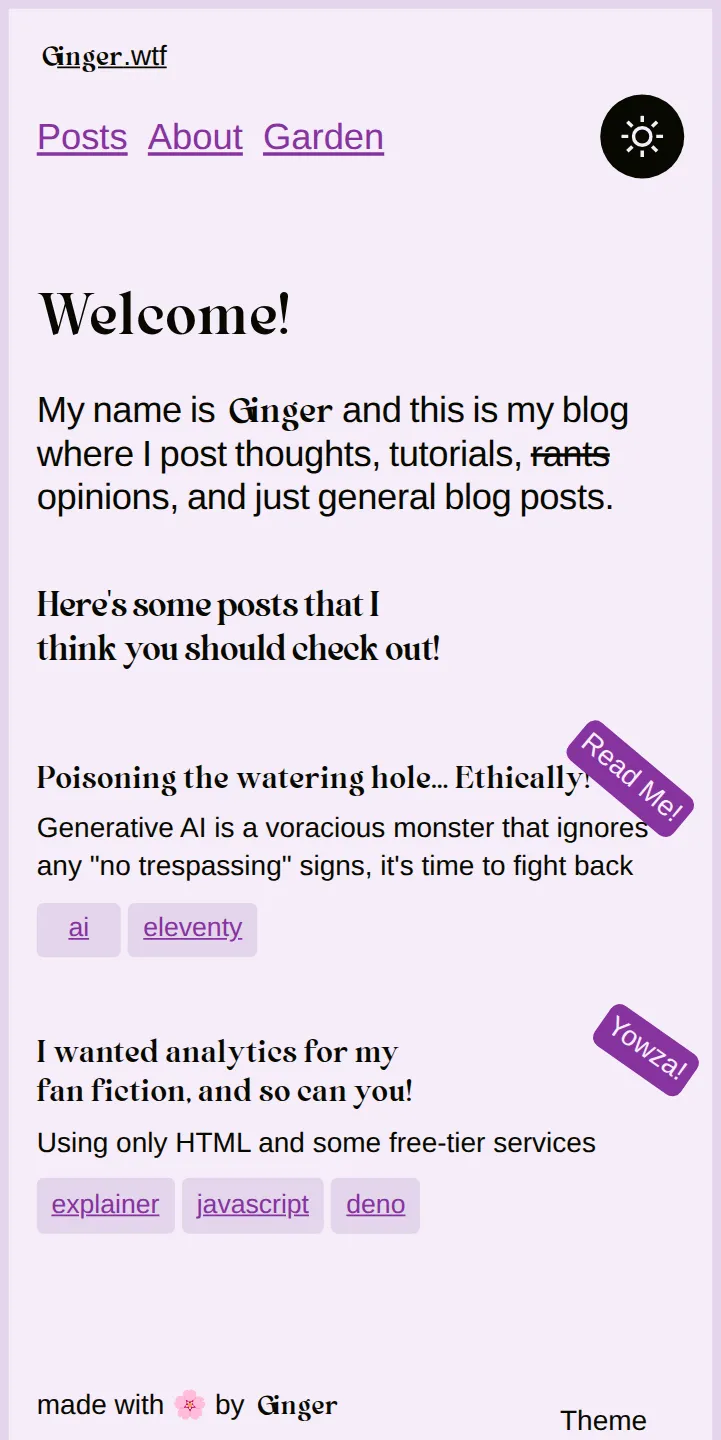 Ginger.wtf
Posts About Garden
Welcome!
My name is Ginger and this is my blog
where I post thoughts, tutorials, rants
opinions, and just general blog posts.
Here's some posts that I
think you should check out!
Read Me!
Poisoning the watering hole... Ethically!
Generative AI is a voracious monster that ignores
any "no trespassing" signs, it's time to fight back
ai eleventy
Yowza!
I wanted analytics for my
fan fiction, and so can you!
Using only HTML and some free-tier services
explainer javascript deno
made with 🌸 by Ginger
Theme